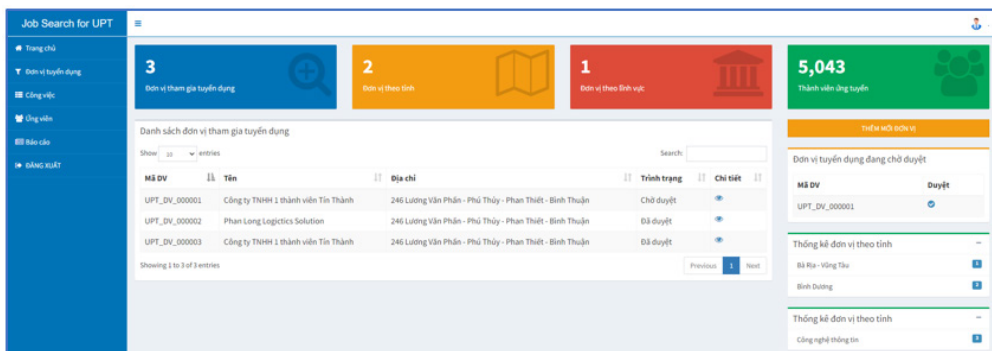 Job Search for UPT
Trang chủ
Đơn vị tuyển dụng
Công việc
Ứng viên
Báo cáo
ĐĂNG XUẤT
3
Đơn vị tham gia tuyển dụng
2
Đơn vị theo tỉnh
1
Đơn vị theo lĩnh vực
5,043
Thành viên ứng tuyển
Danh sách đơn vị tham gia tuyển dụng
Show 10 entries
Search:
Mã DV Tên Địa chỉ Trình trạng Chi tiết
UPT_DV_000001 Công ty TNHH 1 thành viên Tín Thành 246 Lương Văn Phấn - Phú Thủy - Phan Thiết - Bình Thuận Chờ duyệt
UPT_DV_000002 Phan Long Logictics Solution 246 Lương Văn Phấn - Phú Thủy - Phan Thiết - Bình Thuận Đã duyệt
UPT_DV_000003 Công ty TNHH 1 thành viên Tín Thành 246 Lương Văn Phấn - Phú Thủy - Phan Thiết - Bình Thuận Đã duyệt
Showing 1 to 3 of 3 entries
Previous 1 Next
THÊM MỚI ĐƠN VỊ
Đơn vị tuyển dụng đang chờ duyệt
Mã DV Duyệt
UPT_DV_000001
Thống kê đơn vị theo tỉnh
Bà Rịa - Vũng Tàu 1
Bình Dương 2
Thống kê đơn vị theo tỉnh
Công nghệ thông tin 3